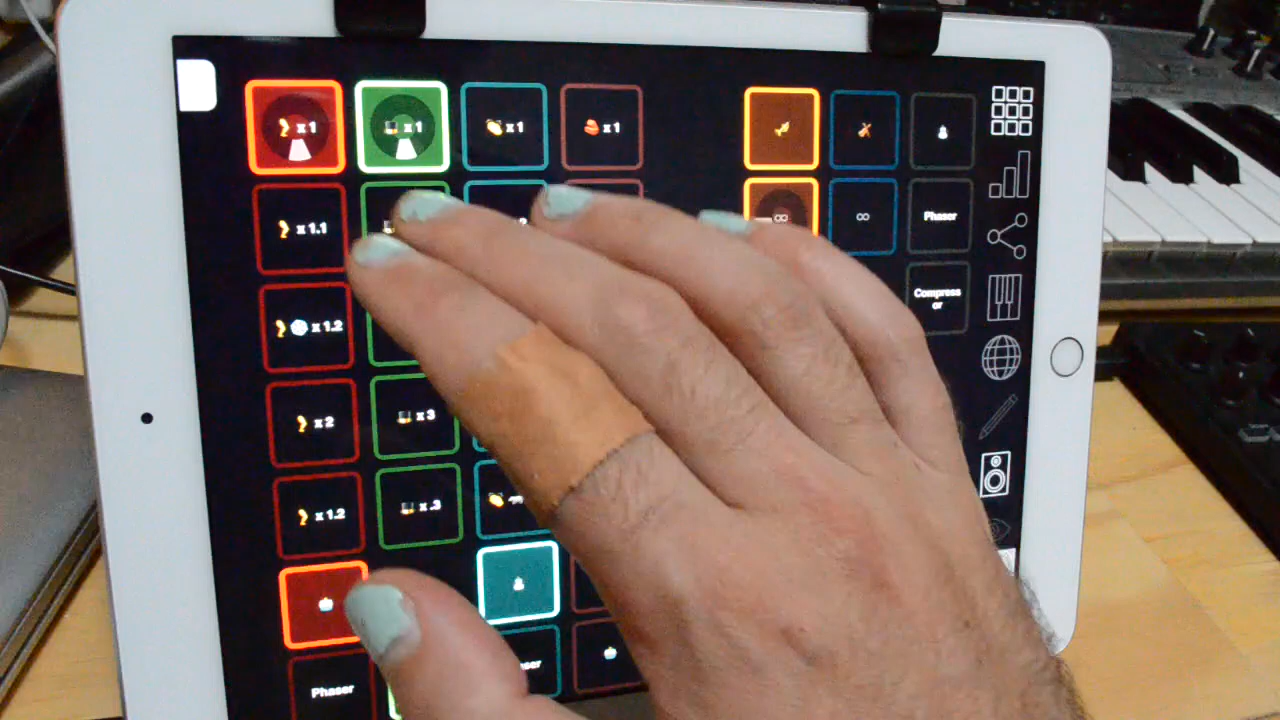 x 1
x 1
x 1
x 1
x 1.1
∞
∞
Phaser
x 1.2
Compress
or
x 2
x 3
x 1.2
x .3
Phaser